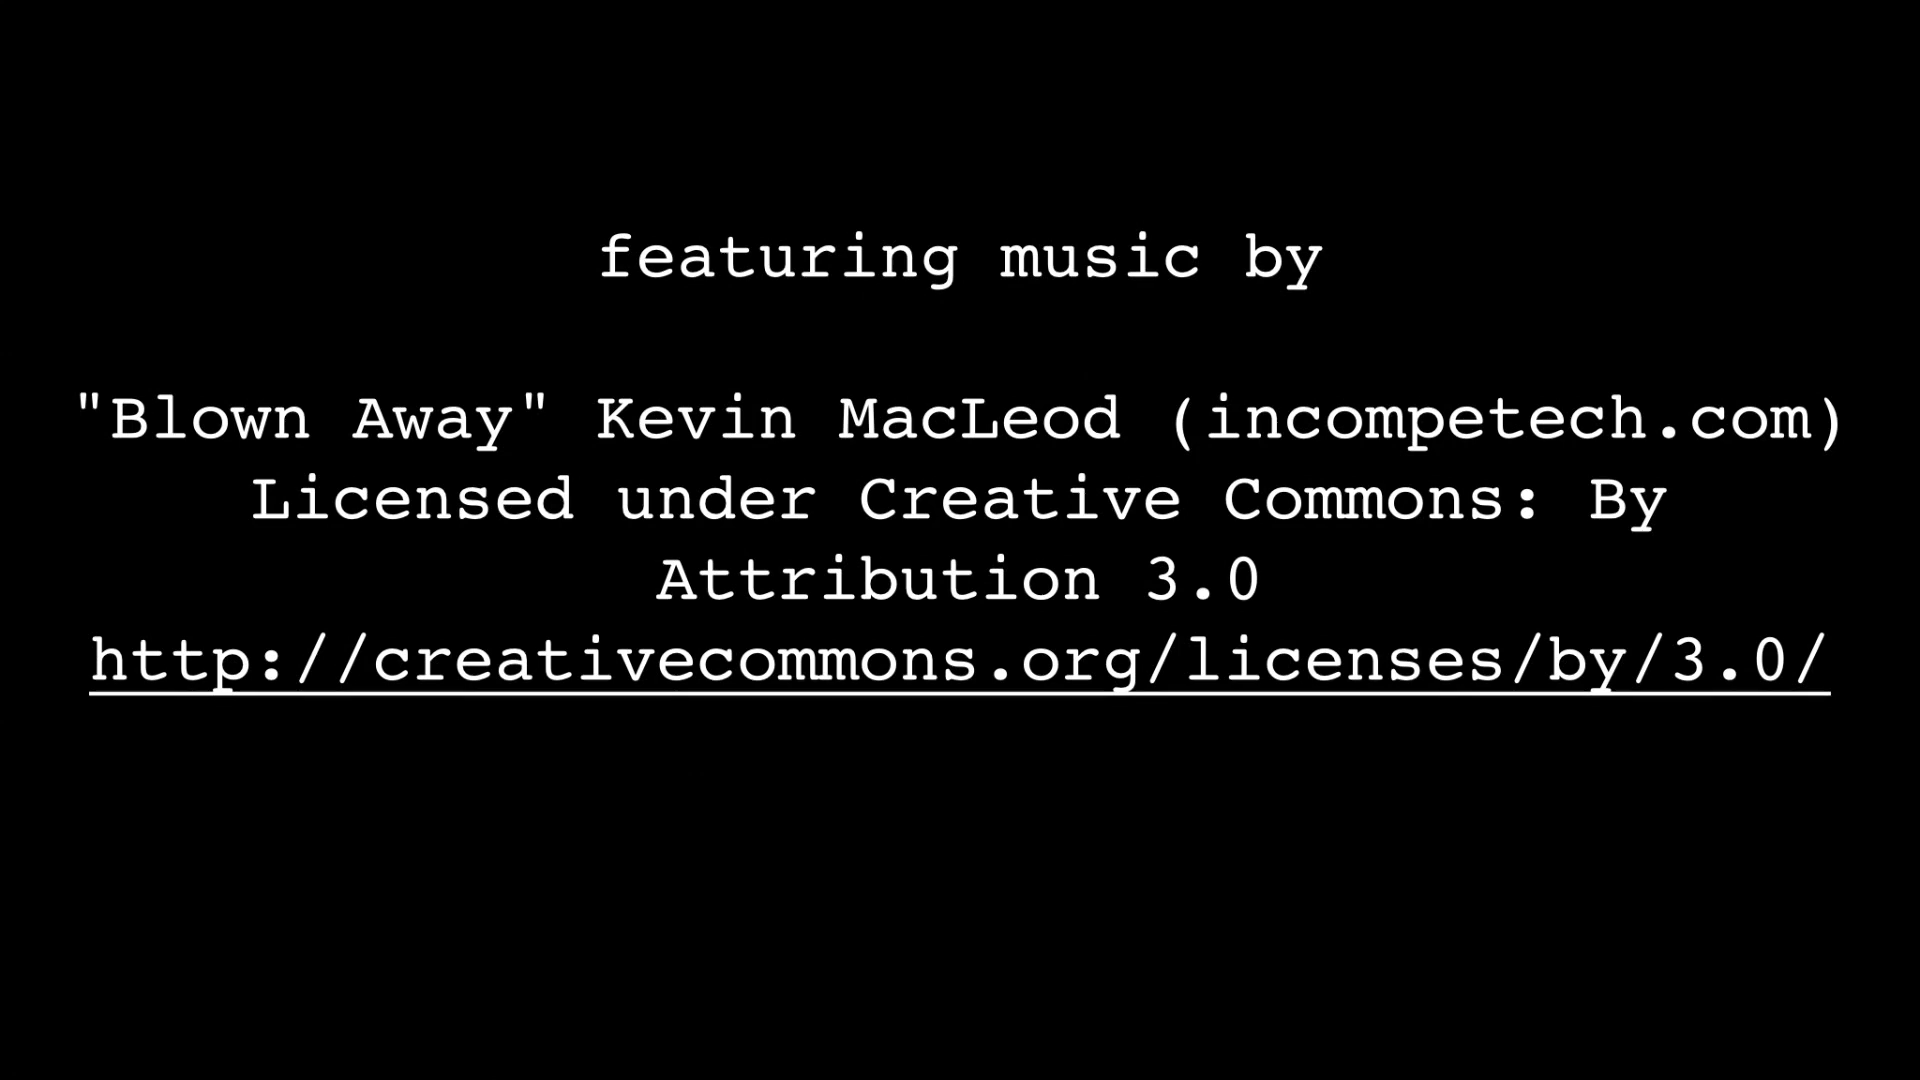 featuring music by
"Blown Away" Kevin MacLeod (incompetech.com)
Licensed under Creative Commons: By
Attribution 3.0
http://creativecommons.org/licenses/by/3.0/